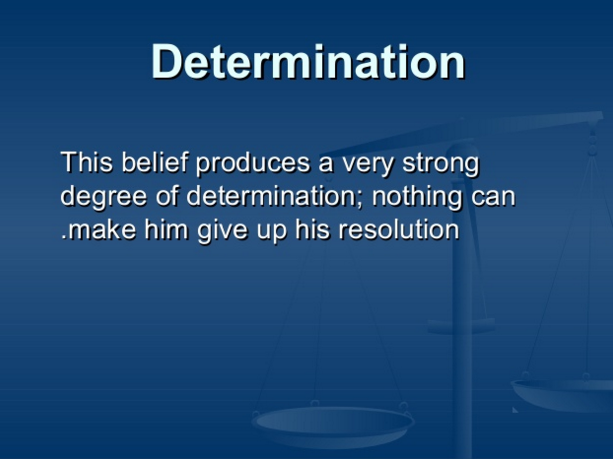 Determination
This belief produces a very strong
degree of determination; nothing can
.make him give up his resolution